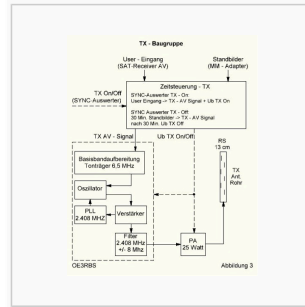 TX - Baugruppe
User - Eingang
(SAT-Receiver AV)
Standbilder
(MM - Adapter)
TX On/Off
(SYNC-Auswerter)
Zeitsteuerung - TX
SYNC-Auswerter TX - On:
User Eingang -> TX - AV Signal + Ub TX On
SYNC-Auswerter TX - Off:
30 Min. Standbilder -> TX - AV Signal
nach 30 Min. Ub TX Off
TX AV - Signal
Ub TX On/Off
RS
13 cm
Basisbandaufbereitung
Tonträger 6,5 MHz
TX
Ant.
Rohr
Oszillator
PLL
2.408 MHZ
Verstärker
Filter
2.408 MHz
+/- 8 Mhz
PA
25 Watt
OE3RBS
Abbildung 3